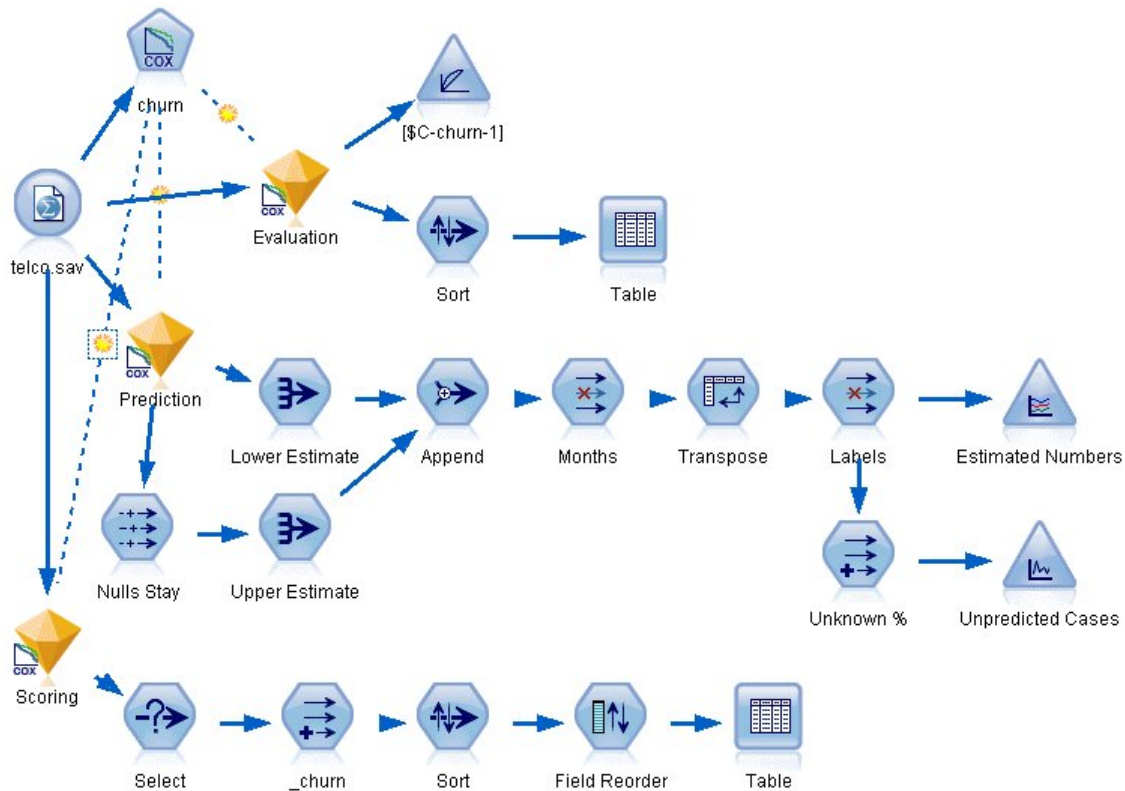 COX
churn
[$C-churn-1]
telco.sav
COX
Evaluation
Sort
Table
COX
Prediction
Lower Estimate
Append
Months
Transpose
Labels
Estimated Numbers
Nulls Stay
Upper Estimate
Unknown %
Unpredicted Cases
COX
Scoring
Select
_churn
Sort
Field Reorder
Table